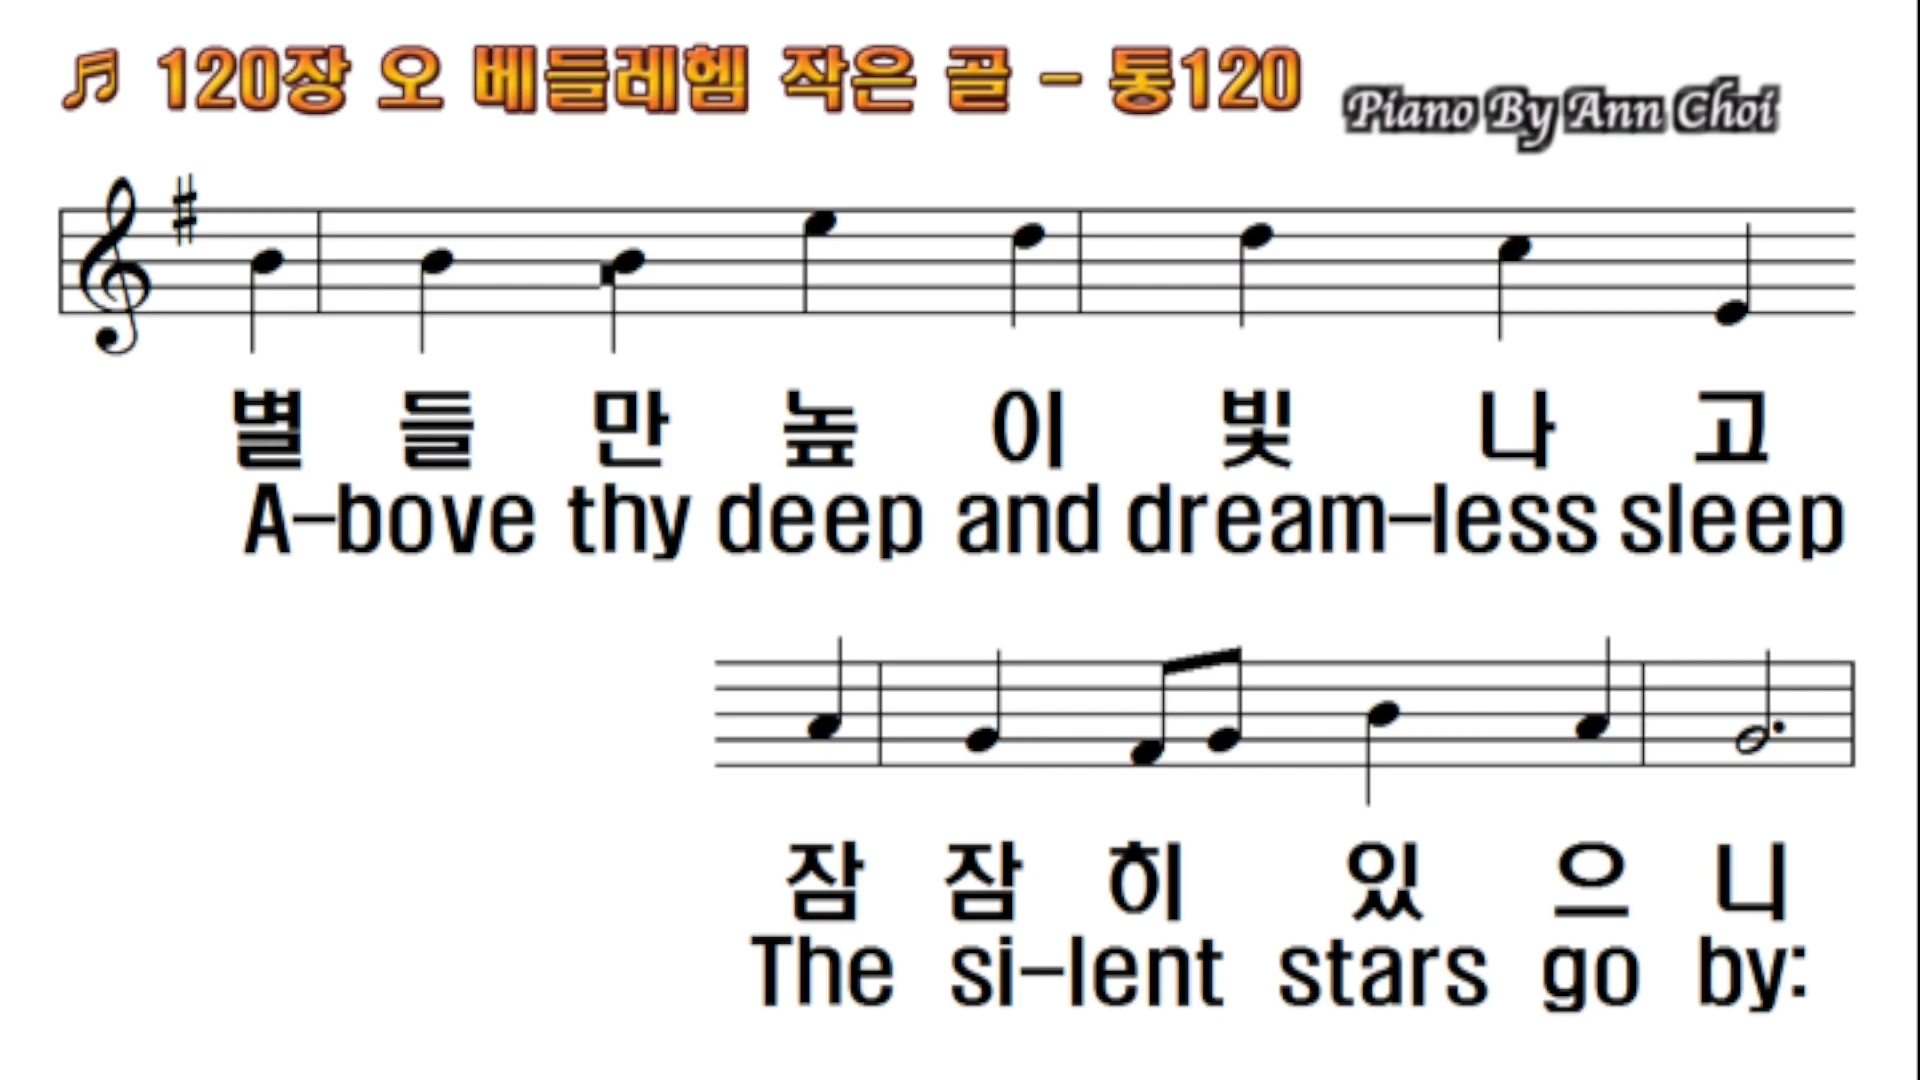 ♬ 120장 오 베들레헴 작은 골 - 통120 Piano By Ann Choi
별 들 만 높 이 빛 나 고
A-bove thy deep and dream-less sleep
잠 잠 히 있 으 니
The si-lent stars go by: